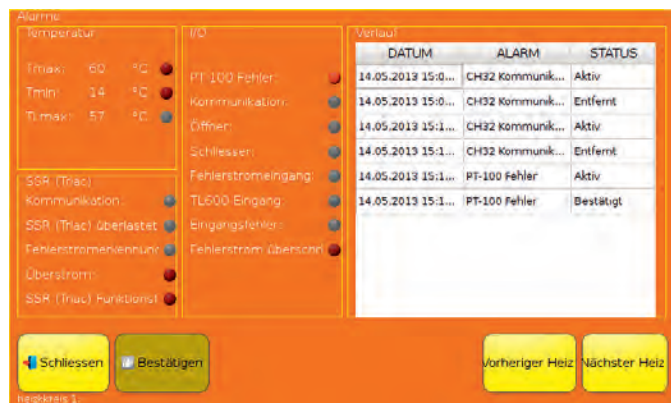 Alarme
Temperatur
Tmax: 60 °C
Tmin: 14 °C
TLmax: 57 °C
SSR (Triac)
Kommunikation:
SSR (Triac) überlastet
Fehlerstromerkennung
Überstrom:
SSR (Triac) Funktionst
I/O
PT-100 Fehler:
Kommunikation:
Öffner:
Schliesser:
Fehlerstromeingang:
TL600 Eingang:
Eingangsfehler:
Fehlerstrom überschri
Verlauf
DATUM ALARM STATUS
14.05.2013 15:0... CH32 Kommunik... Aktiv
14.05.2013 15:0... CH32 Kommunik... Entfernt
14.05.2013 15:1... CH32 Kommunik... Aktiv
14.05.2013 15:1... CH32 Kommunik... Entfernt
14.05.2013 15:1... PT-100 Fehler Aktiv
14.05.2013 15:1... PT-100 Fehler Bestätigt
Schliessen
Bestätigen
Vorheriger Heiz
Nächster Heiz
heizkreis 1